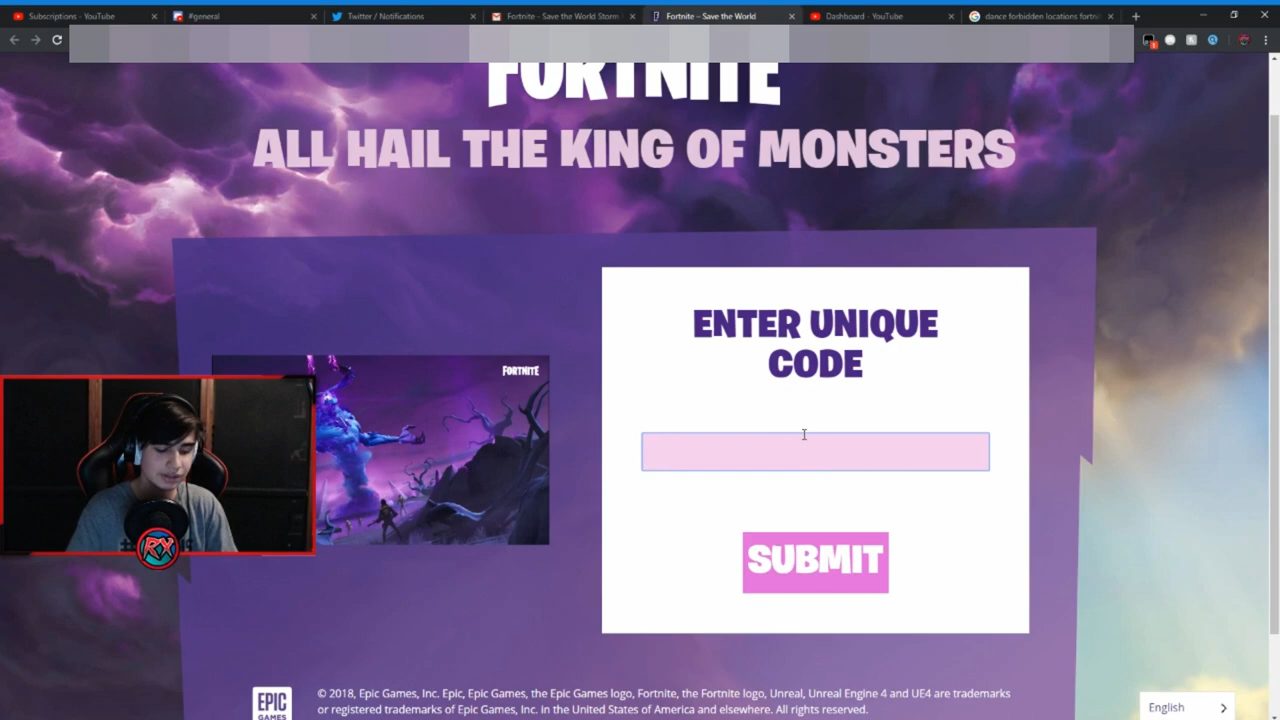 Subscriptions - YouTube
#general
Twitter / Notifications
Fortnite - Save the World Storm
Fortnite – Save the World
Dashboard - YouTube
dance forbidden locations fortni
FORTNITE
ALL HAIL THE KING OF MONSTERS
FORTNITE
ENTER UNIQUE
CODE
SUBMIT
RX
EPIC
GAMES
© 2018, Epic Games, Inc. Epic, Epic Games, the Epic Games logo, Fortnite, the Fortnite logo, Unreal, Unreal Engine 4 and UE4 are trademarks
or registered trademarks of Epic Games, Inc. in the United States of America and elsewhere. All rights reserved.
English